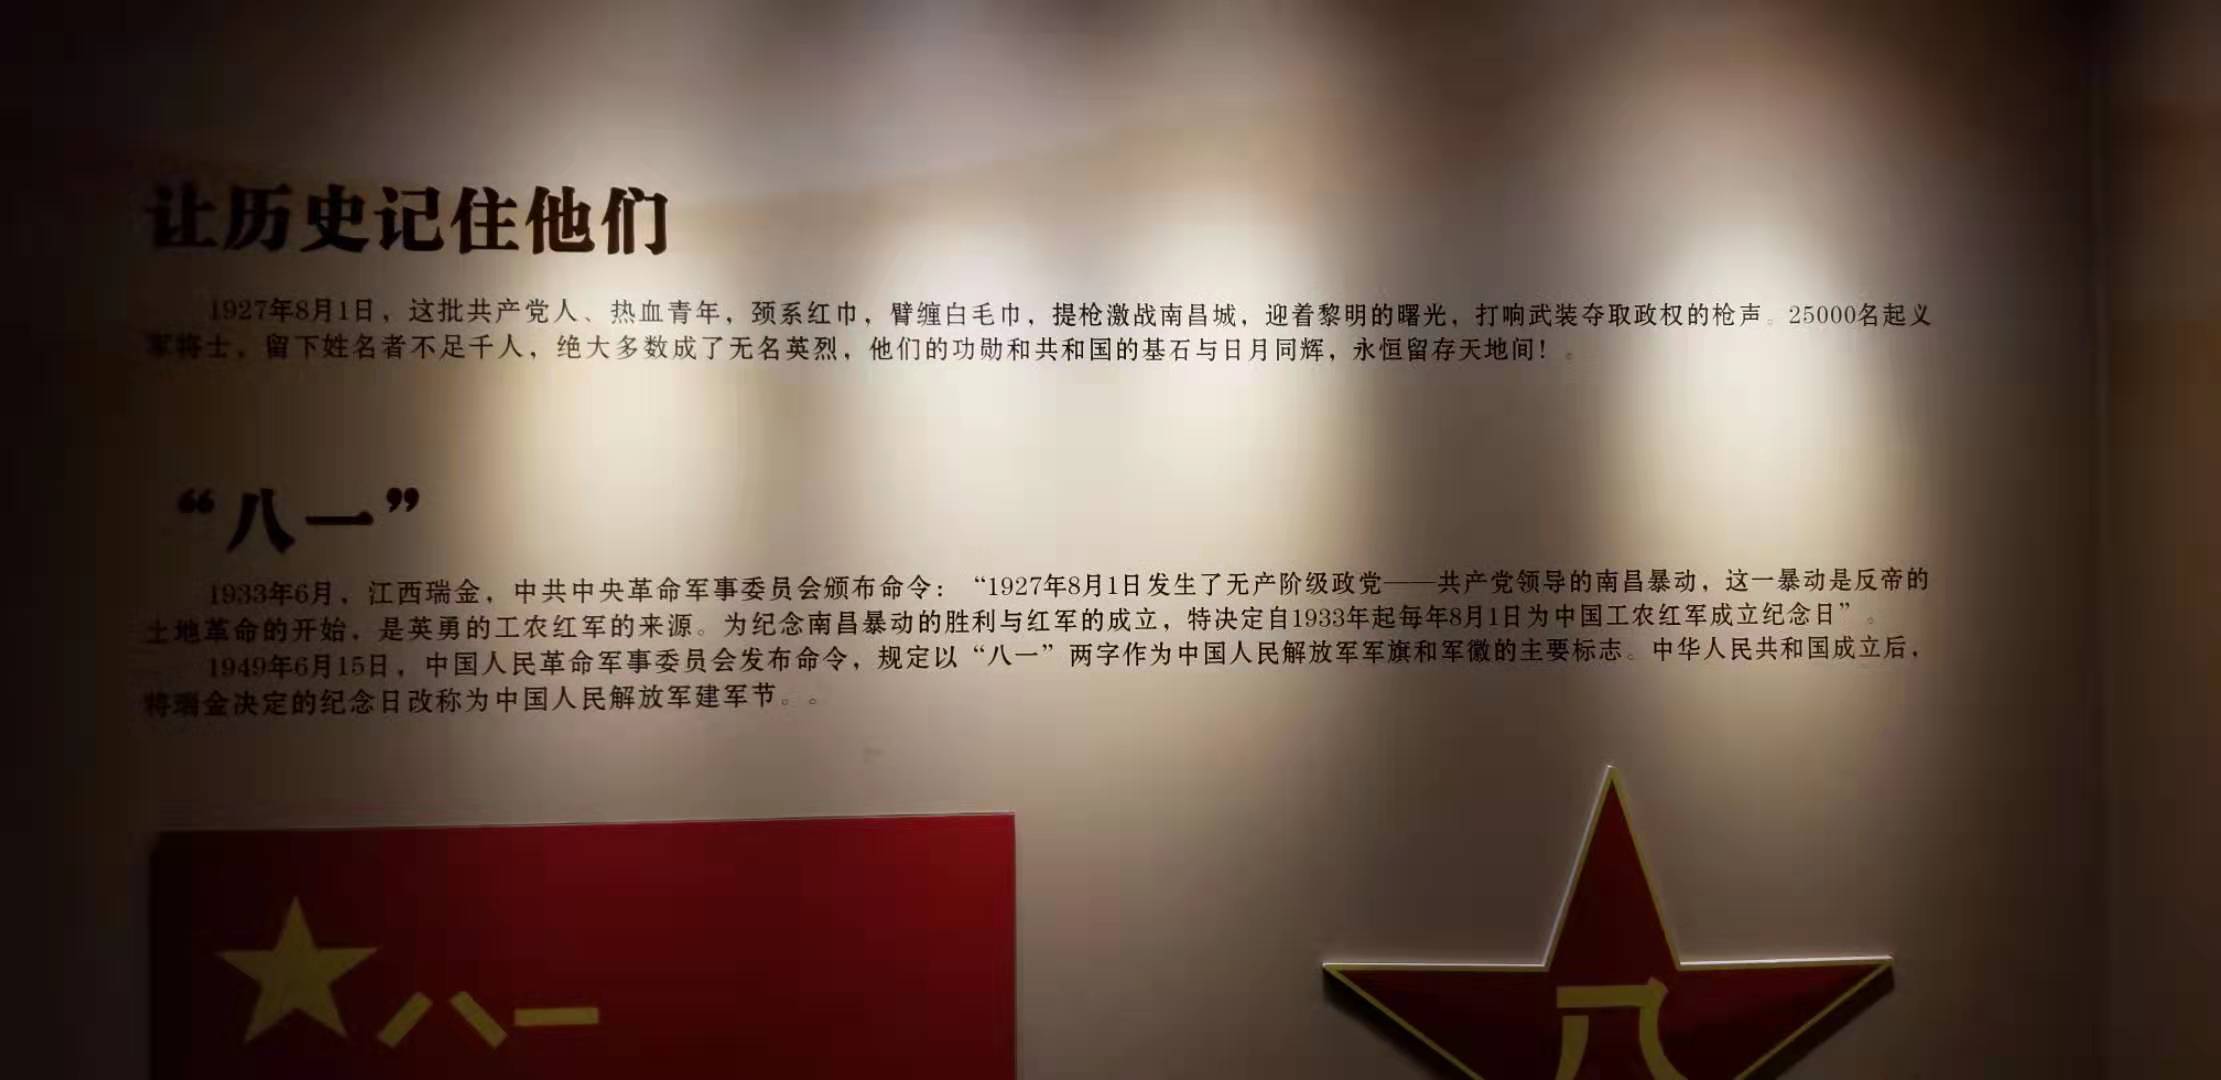 让历史记住他们
1927年8月1日，这批共产党人、热血青年，颈系红巾，臂缠白毛巾，提枪激战南昌城，迎着黎明的曙光，打响武装夺取政权的枪声。25000名起义
军将士，留下姓名者不足千人，绝大多数成了无名英烈，他们的功勋和共和国的基石与日月同辉，永恒留存天地间！。
“八一”
1933年6月，江西瑞金，中共中央革命军事委员会颁布命令：“1927年8月1日发生了无产阶级政党——共产党领导的南昌暴动，这一暴动是反帝的
土地革命的开始，是英勇的工农红军的来源。为纪念南昌暴动的胜利与红军的成立，特决定自1933年起每年8月1日为中国工农红军成立纪念日”。
1949年6月15日，中国人民革命军事委员会发布命令，规定以“八一”两字作为中国人民解放军军旗和军徽的主要标志。中华人民共和国成立后，
将瑞金决定的纪念日改称为中国人民解放军建军节。。
八一
八